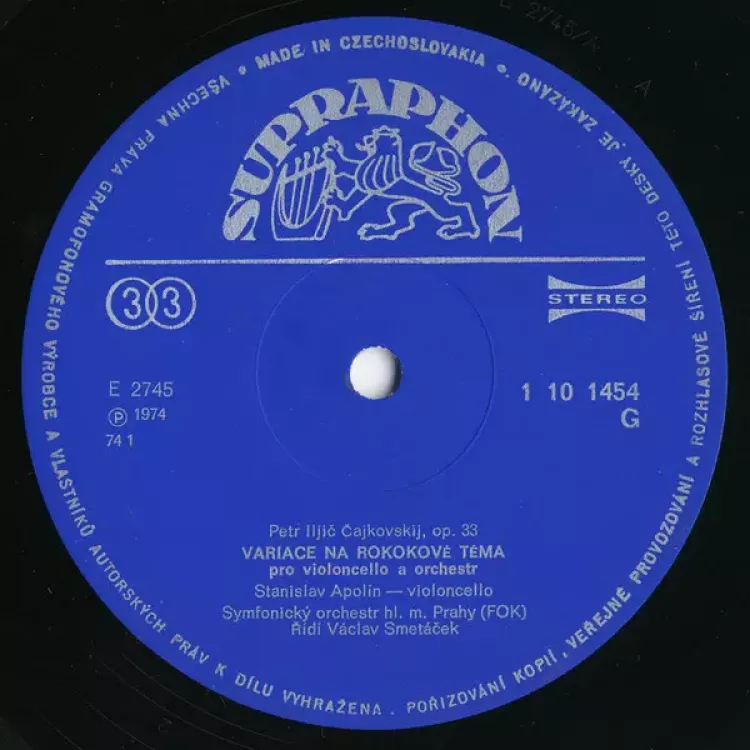 MADE IN CZECHOSLOVAKIA
SUPRAPHON
33
STEREO
E 2745
Ⓟ 1974
74 1
1 10 1454
G
Petr Iljič Čajkovskij, op. 33
VARIACE NA ROKOKOVÉ TÉMA
pro violoncello a orchestr
Stanislav Apolín — violoncello
Symfonický orchestr hl. m. Prahy (FOK)
Řídí Václav Smetáček
VŠECHNA PRÁVA GRAMOFONOVÉHO VÝROBCE A VLASTNÍKŮ AUTORSKÝCH PRÁV K DÍLU VYHRAŽENA. POŘIZOVÁNÍ KOPIÍ, VEŘEJNÉ PROVOZOVÁNÍ A ROZHLASOVÉ ŠÍŘENÍ TÉTO DESKY JE ZAKÁZÁNO.
E 2745/A
A